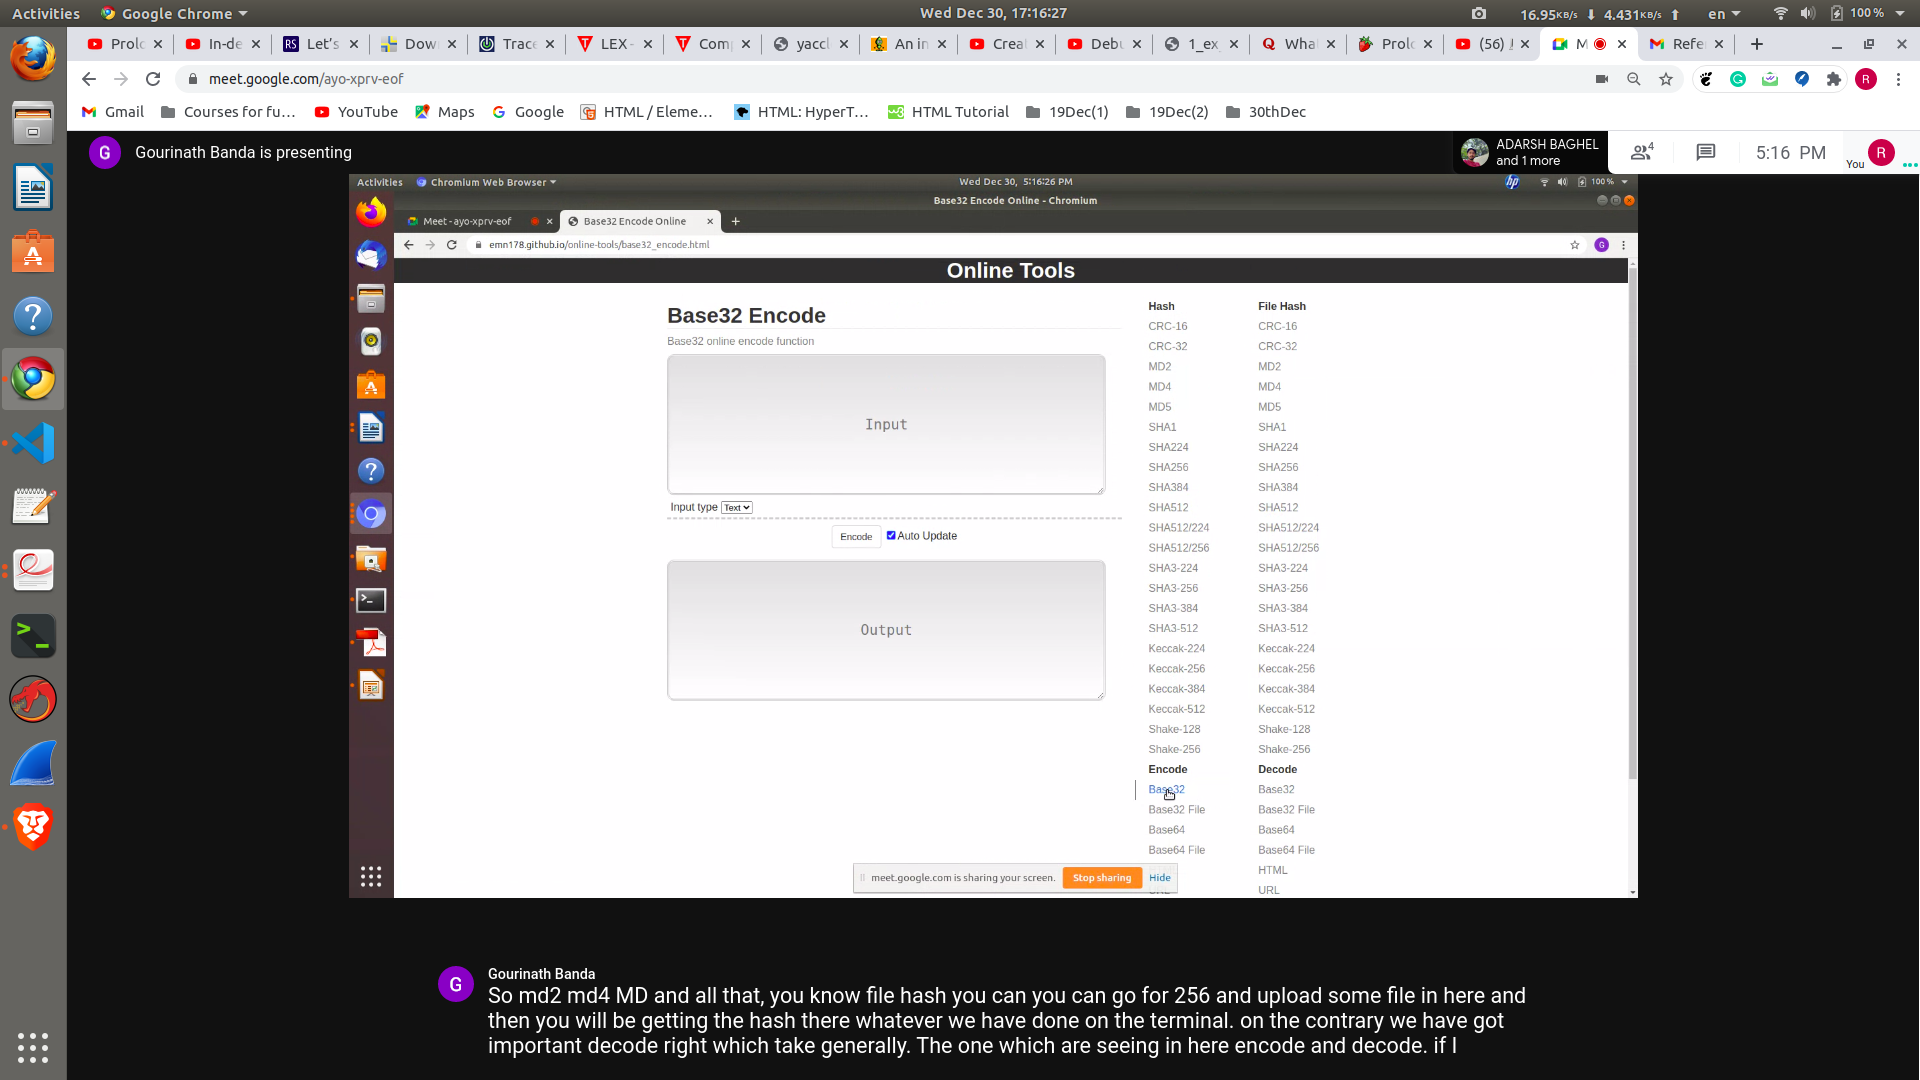 Activities Google Chrome Wed Dec 30, 17:16:27 16.95KB/s 4.431KB/s en 100 %
Prolo In-de Let's Dow Trace LEX - Com yaccl An in Crea Debu 1_ex Wha Prolo (56) M Refe
meet.google.com/ayo-xprv-eof
Gmail Courses for fu... YouTube Maps Google HTML / Eleme... HTML: HyperT... HTML Tutorial 19Dec(1) 19Dec(2) 30thDec
G Gourinath Banda is presenting
ADARSH BAGHEL
and 1 more
4
5:16 PM
You
R
Activities Chromium Web Browser Wed Dec 30, 5:16:26 PM 100 %
Base32 Encode Online - Chromium
Meet - ayo-xprv-eof Base32 Encode Online
emn178.github.io/online-tools/base32_encode.html
Online Tools
Base32 Encode
Base32 online encode function
Input
Input type Text
Encode Auto Update
Output
Hash File Hash
CRC-16 CRC-16
CRC-32 CRC-32
MD2 MD2
MD4 MD4
MD5 MD5
SHA1 SHA1
SHA224 SHA224
SHA256 SHA256
SHA384 SHA384
SHA512 SHA512
SHA512/224 SHA512/224
SHA512/256 SHA512/256
SHA3-224 SHA3-224
SHA3-256 SHA3-256
SHA3-384 SHA3-384
SHA3-512 SHA3-512
Keccak-224 Keccak-224
Keccak-256 Keccak-256
Keccak-384 Keccak-384
Keccak-512 Keccak-512
Shake-128 Shake-128
Shake-256 Shake-256
Encode Decode
Base32 Base32
Base32 File Base32 File
Base64 Base64
Base64 File Base64 File
HTML
URL
meet.google.com is sharing your screen. Stop sharing Hide
G Gourinath Banda
So md2 md4 MD and all that, you know file hash you can you can go for 256 and upload some file in here and
then you will be getting the hash there whatever we have done on the terminal. on the contrary we have got
important decode right which take generally. The one which are seeing in here encode and decode. if I